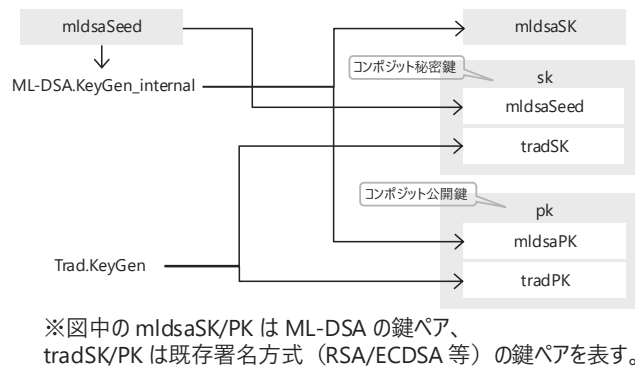 mldsaSeed
mldsaSK
ML-DSA.KeyGen_internal
コンポジット秘密鍵
sk
mldsaSeed
tradSK
コンポジット公開鍵
pk
mldsaPK
Trad.KeyGen
tradPK
※図中の mldsaSK/PK は ML-DSA の鍵ペア、
tradSK/PK は既存署名方式（RSA/ECDSA 等）の鍵ペアを表す。